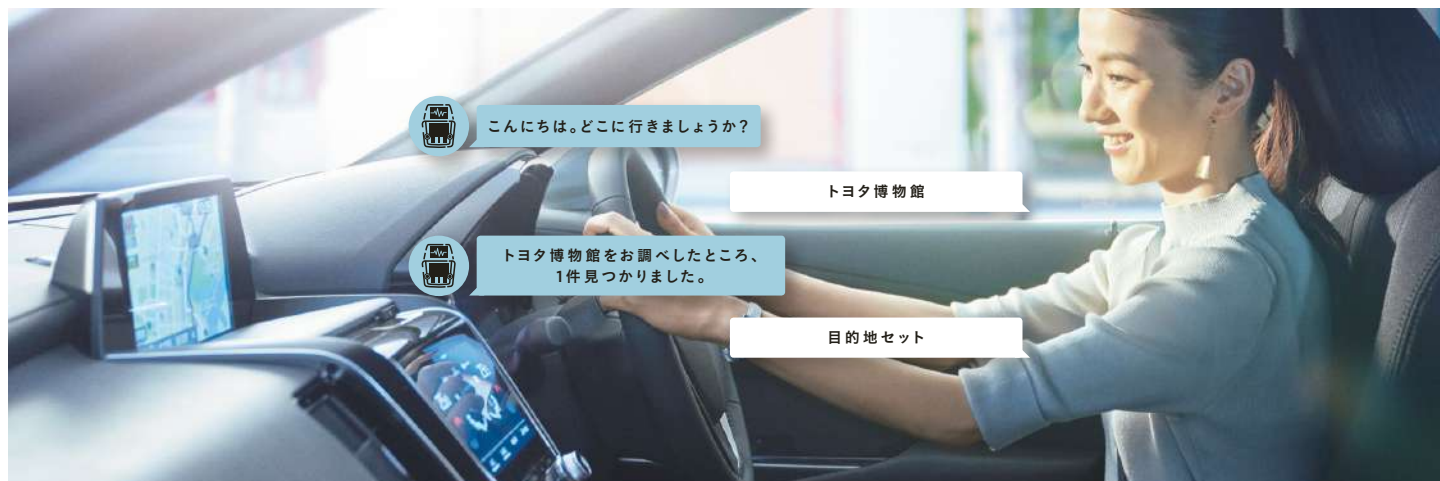 こんにちは。どこに行きましょうか?
トヨタ博物館
トヨタ博物館をお調べしたところ、
1件見つかりました。
目的地セット